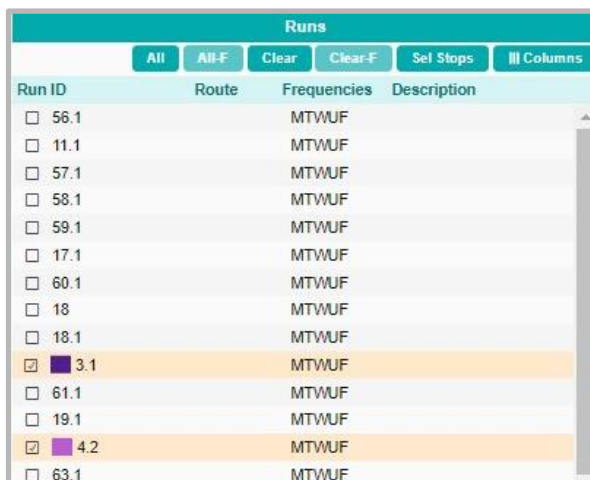 Runs
All All-F Clear Clear-F Sel Stops Columns
Run ID Route Frequencies Description
56.1 MTWUF
11.1 MTWUF
57.1 MTWUF
58.1 MTWUF
59.1 MTWUF
17.1 MTWUF
60.1 MTWUF
18 MTWUF
18.1 MTWUF
3.1 MTWUF
61.1 MTWUF
19.1 MTWUF
4.2 MTWUF
63.1 MTWUF